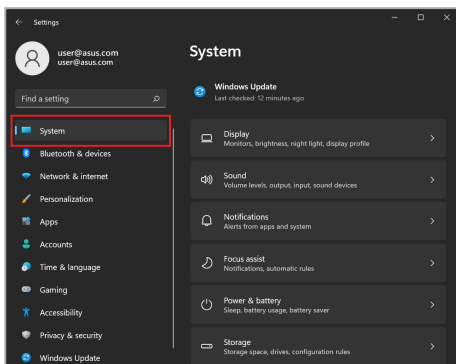 Settings
user@asus.com
user@asus.com
Find a setting
System
Bluetooth & devices
Network & internet
Personalization
Apps
Accounts
Time & language
Gaming
Accessibility
Privacy & security
Windows Update
System
Windows Update
Last checked: 12 minutes ago
Display
Monitors, brightness, night light, display profile
Sound
Volume levels, output, input, sound devices
Notifications
Alerts from apps and system
Focus assist
Notifications, automatic rules
Power & battery
Sleep, battery usage, battery saver
Storage
Storage space, drives, configuration rules